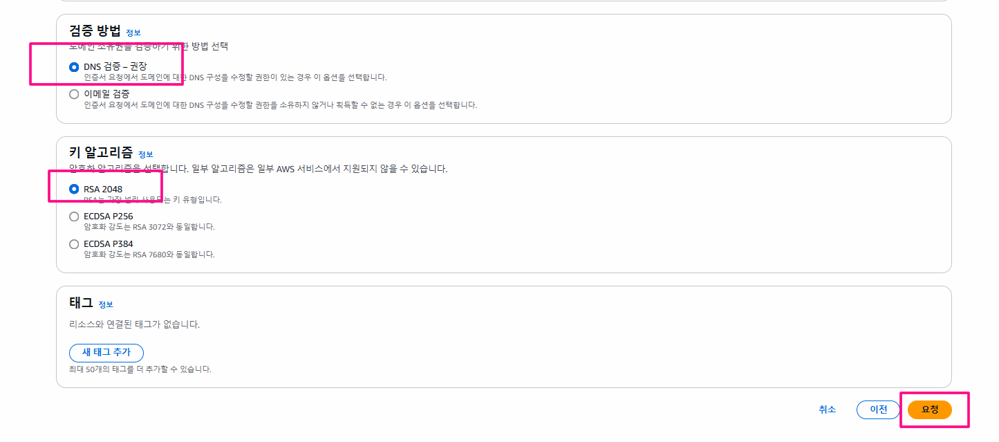 검증 방법 정보
도메인 소유권을 검증하기 위한 방법 선택
DNS 검증 – 권장
인증서 요청에서 도메인에 대한 DNS 구성을 수정할 권한이 있는 경우 이 옵션을 선택합니다.
이메일 검증
인증서 요청에서 도메인에 대한 DNS 구성을 수정할 권한을 소유하지 않거나 획득할 수 없는 경우 이 옵션을 선택합니다.
키 알고리즘 정보
암호화 알고리즘을 선택합니다. 일부 알고리즘은 일부 AWS 서비스에서 지원되지 않을 수 있습니다.
RSA 2048
RSA는 가장 널리 사용되는 키 유형입니다.
ECDSA P256
암호화 강도는 RSA 3072와 동일합니다.
ECDSA P384
암호화 강도는 RSA 7680와 동일합니다.
태그 정보
리소스와 연결된 태그가 없습니다.
새 태그 추가
최대 50개의 태그를 더 추가할 수 있습니다.
취소 이전 요청